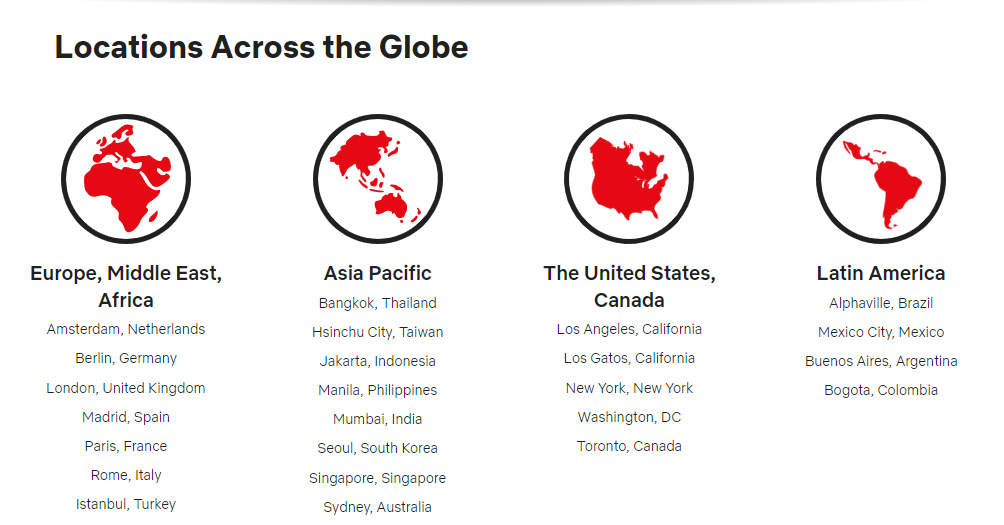 Locations Across the Globe
Europe, Middle East,
Africa
Amsterdam, Netherlands
Berlin, Germany
London, United Kingdom
Madrid, Spain
Paris, France
Rome, Italy
Istanbul, Turkey
Asia Pacific
Bangkok, Thailand
Hsinchu City, Taiwan
Jakarta, Indonesia
Manila, Philippines
Mumbai, India
Seoul, South Korea
Singapore, Singapore
Sydney, Australia
The United States,
Canada
Los Angeles, California
Los Gatos, California
New York, New York
Washington, DC
Toronto, Canada
Latin America
Alphaville, Brazil
Mexico City, Mexico
Buenos Aires, Argentina
Bogota, Colombia